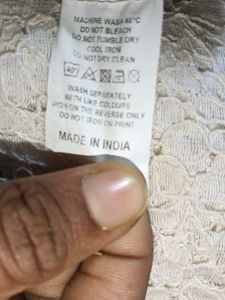 MACHINE WASH 40°C
DO NOT BLEACH
DO NOT TUMBLE DRY
COOL IRON
DO NOT DRY CLEAN
40°
WASH SEPARATELY
WITH LIKE COLOURS
IRON ON THE REVERSE ONLY
DO NOT IRON ON PRINT
MADE IN INDIA